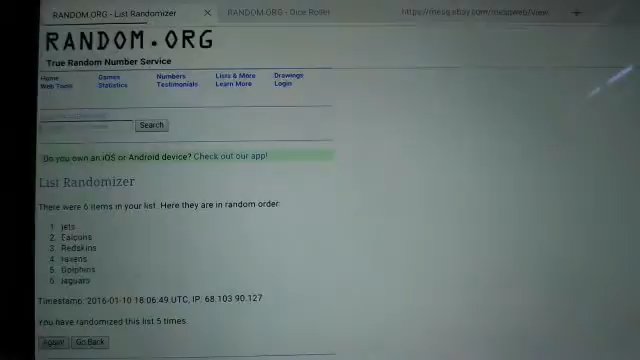 RANDOM.ORG - List Randomizer × RANDOM.ORG - Dice Roller +
RANDOM.ORG
True Random Number Service
Home Games Numbers Lists & More Drawings
Web Tools Statistics Testimonials Learn More Login
Search
Do you own an iOS or Android device? Check out our app!
List Randomizer
There were 6 items in your list. Here they are in random order:
1. jets
2. Falcons
3. Redskins
4. ravens
5. Dolphins
6. jaguars
Timestamp: 2016-01-10 18:06:49 UTC, IP: 68.103.90.127
You have randomized this list 5 times.
Again! Go Back